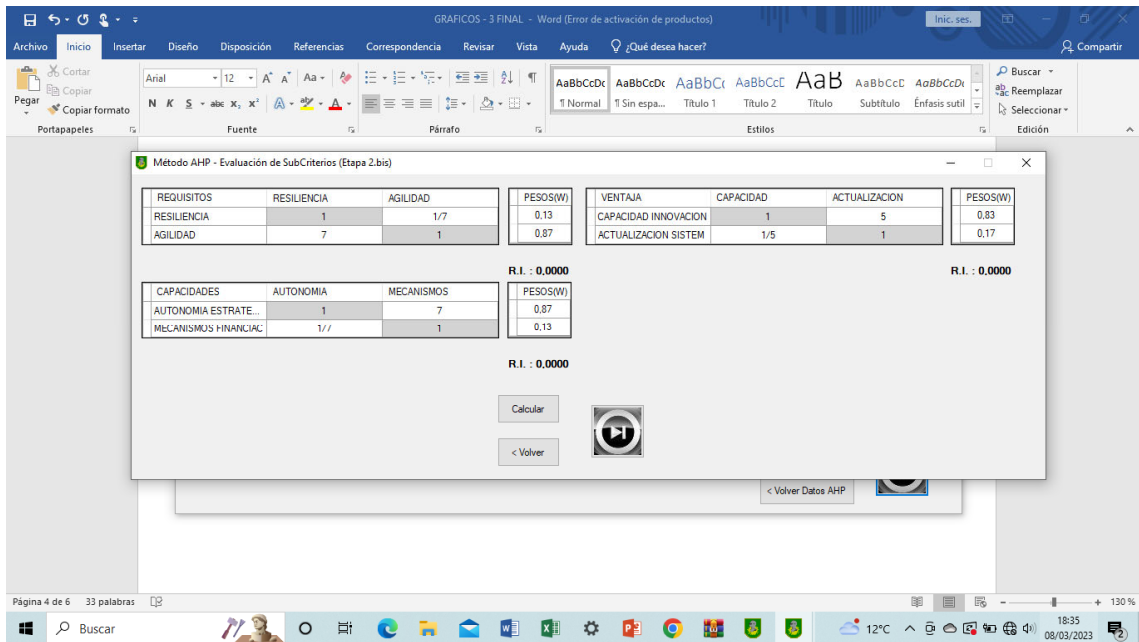 GRAFICOS - 3 FINAL - Word (Error de activación de productos)
Inic. ses.
Archivo Inicio Insertar Diseño Disposición Referencias Correspondencia Revisar Vista Ayuda ¿Qué desea hacer? Compartir
Pegar
Cortar
Copiar
Copiar formato
Portapapeles
Arial 12 A A Aa
N K S abc x₂ x² A A
Fuente
Párrafo
AaBbCcDc AaBbCcDc AaBbCc AaBbCcE AaB AaBbCcD AaBbCcDc
¶ Normal ¶ Sin espa... Título 1 Título 2 Título Subtítulo Énfasis sutil
Estilos
Buscar
Reemplazar
Seleccionar
Edición
Método AHP - Evaluación de SubCriterios (Etapa 2.bis)
REQUISITOS RESILIENCIA AGILIDAD PESOS(W)
RESILIENCIA 1 1/7 0,13
AGILIDAD 7 1 0,87
R.I. : 0,0000
VENTAJA CAPACIDAD ACTUALIZACION PESOS(W)
CAPACIDAD INNOVACION 1 5 0,83
ACTUALIZACION SISTEM 1/5 1 0,17
R.I. : 0,0000
CAPACIDADES AUTONOMIA MECANISMOS PESOS(W)
AUTONOMIA ESTRATE... 1 7 0,87
MECANISMOS FINANCIAC 1/7 1 0,13
R.I. : 0,0000
Calcular
< Volver
< Volver Datos AHP
Página 4 de 6 33 palabras 130 %
Buscar
12°C
18:35
08/03/2023